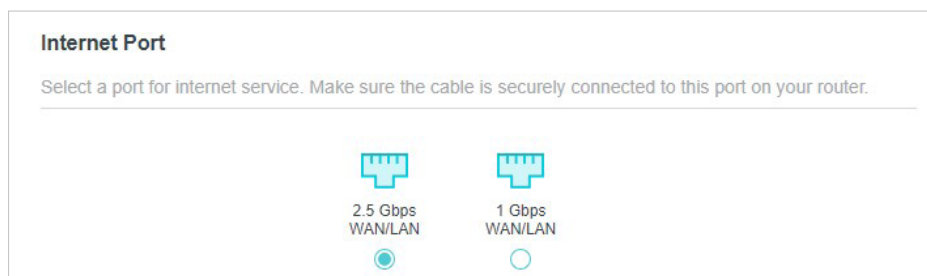 Internet Port
Select a port for internet service. Make sure the cable is securely connected to this port on your router.
2.5 Gbps
WAN/LAN
1 Gbps
WAN/LAN